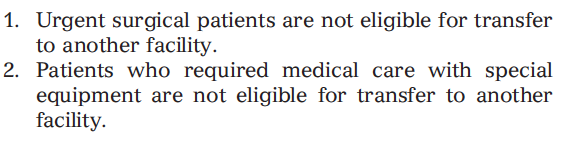 1. Urgent surgical patients are not eligible for transfer
to another facility.
2. Patients who required medical care with special
equipment are not eligible for transfer to another
facility.